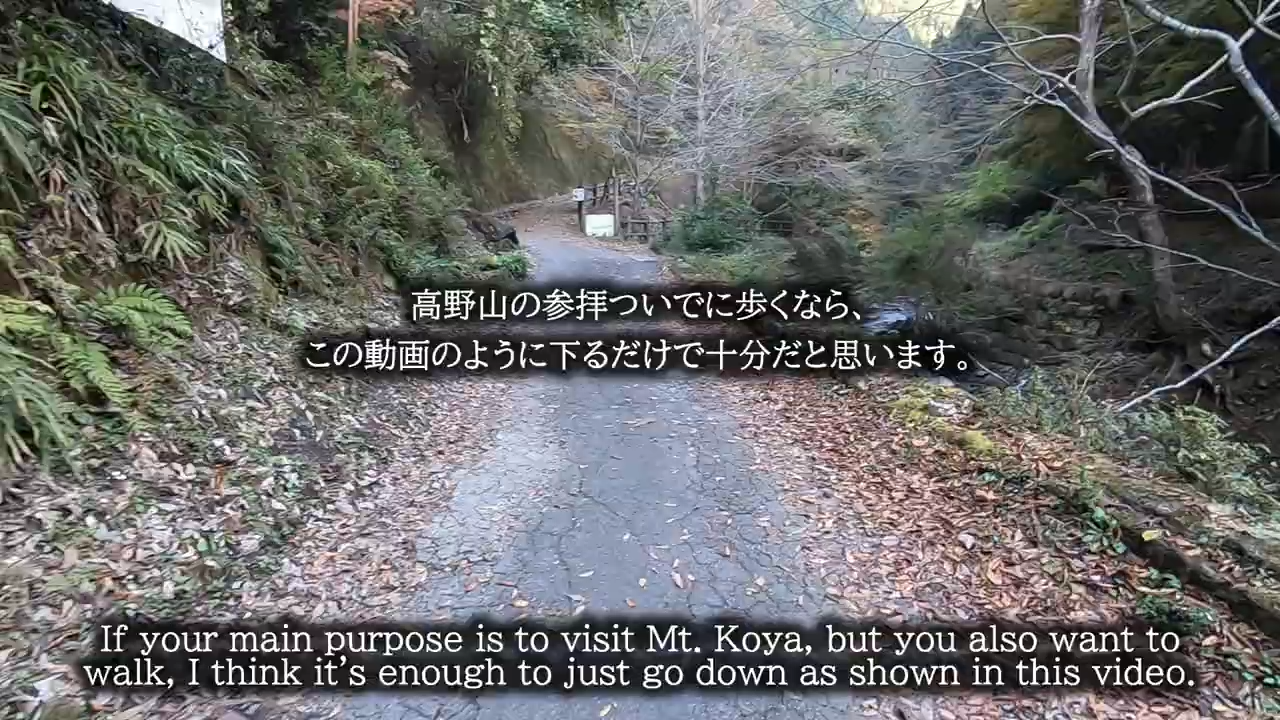 高野山の参拝ついでに歩くなら、
この動画のように下るだけで十分だと思います。
If your main purpose is to visit Mt. Koya, but you also want to
walk, I think it's enough to just go down as shown in this video.